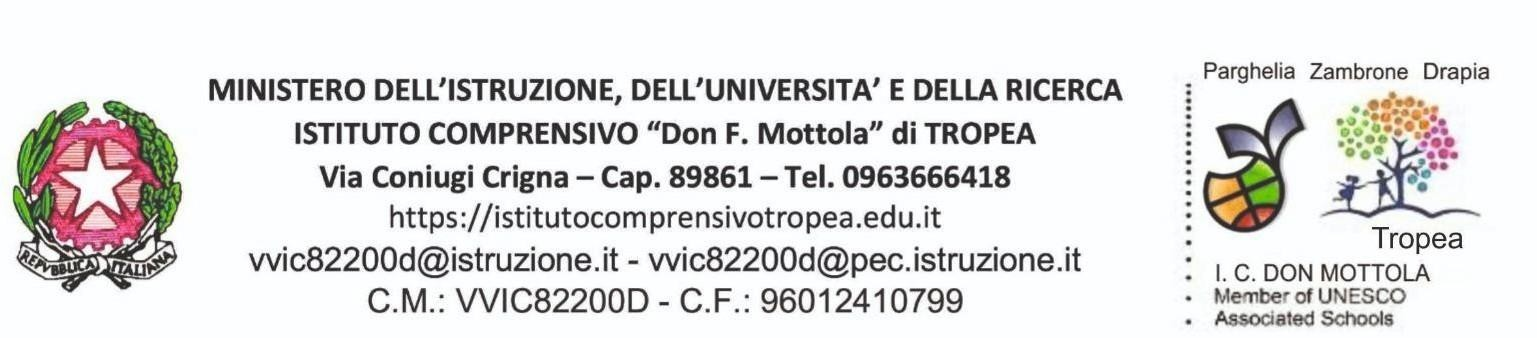 MINISTERO DELL’ISTRUZIONE, DELL’UNIVERSITA’ E DELLA RICERCA
ISTITUTO COMPRENSIVO “Don F. Mottola” di TROPEA
Via Coniugi Crigna – Cap. 89861 – Tel. 0963666418
https://istitutocomprensivotropea.edu.it
vvic82200d@istruzione.it - vvic82200d@pec.istruzione.it
C.M.: VVIC82200D - C.F.: 96012410799
REPVBBLICA ITALIANA
Parghelia Zambrone Drapia
Tropea
I. C. DON MOTTOLA
Member of UNESCO
Associated Schools